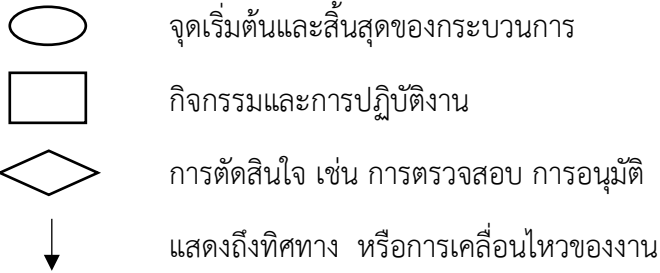 จุดเริ่มต้นและสิ้นสุดของกระบวนการ
กิจกรรมและการปฏิบัติงาน
การตัดสินใจ เช่น การตรวจสอบ การอนุมัติ
แสดงถึงทิศทาง หรือการเคลื่อนไหวของงาน